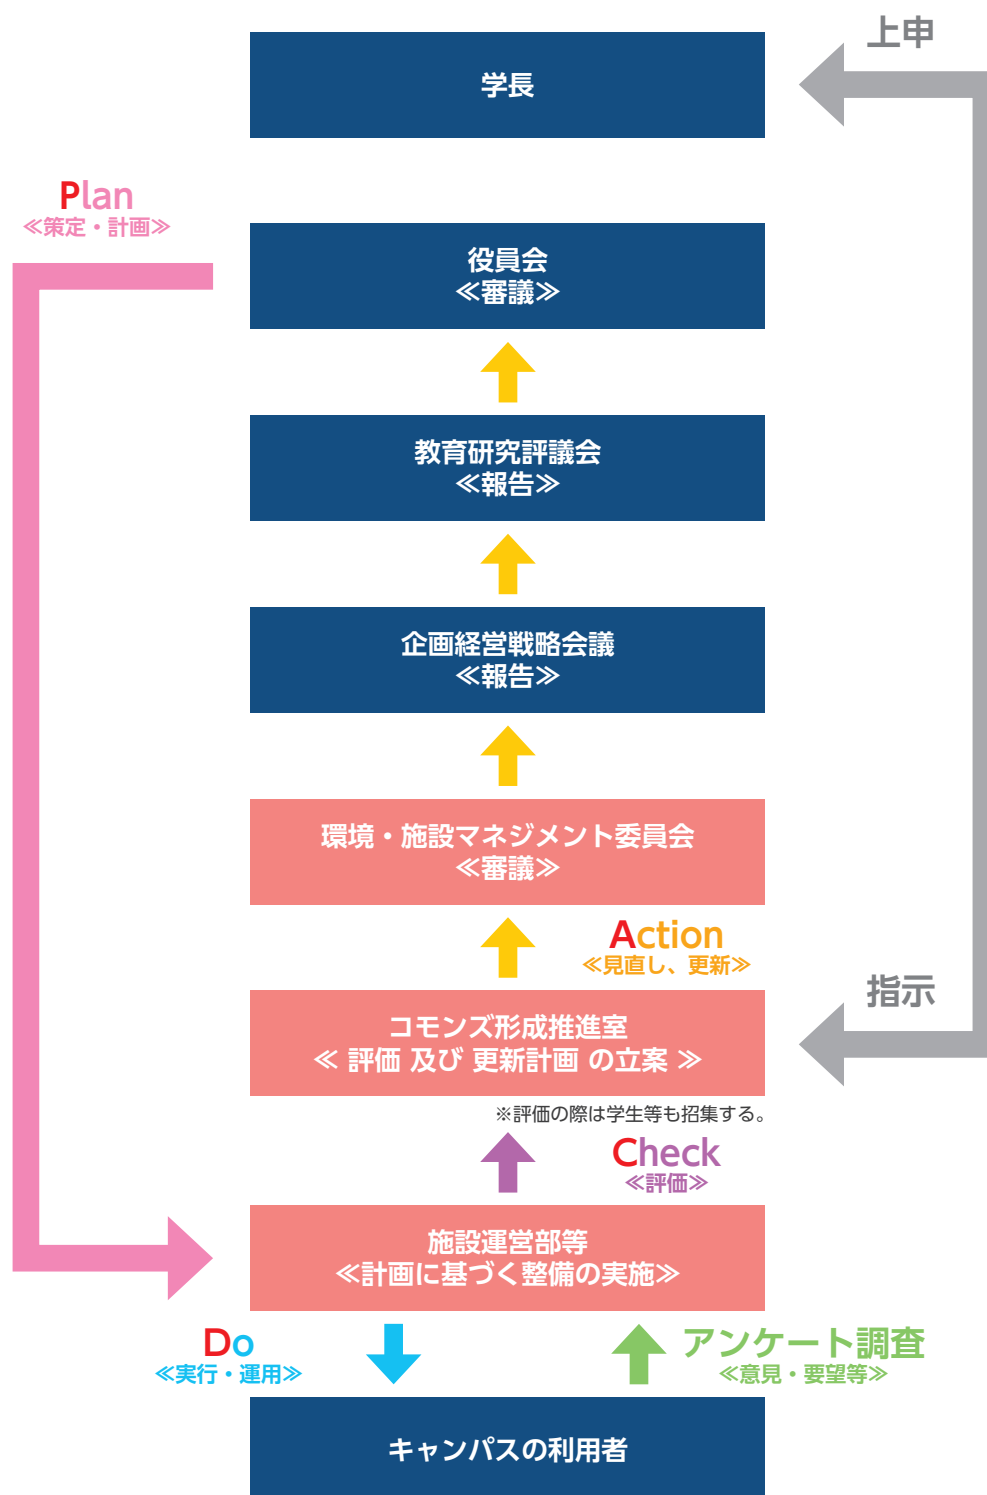 上申
学長
Plan
≪策定・計画≫
役員会
≪審議≫
教育研究評議会
≪報告≫
企画経営戦略会議
≪報告≫
環境・施設マネジメント委員会
≪審議≫
Action
≪見直し、更新≫
指示
コモンズ形成推進室
≪ 評価 及び 更新計画 の立案 ≫
※評価の際は学生等も招集する。
Check
≪評価≫
施設運営部等
≪計画に基づく整備の実施≫
Do
≪実行・運用≫
アンケート調査
≪意見・要望等≫
キャンパスの利用者